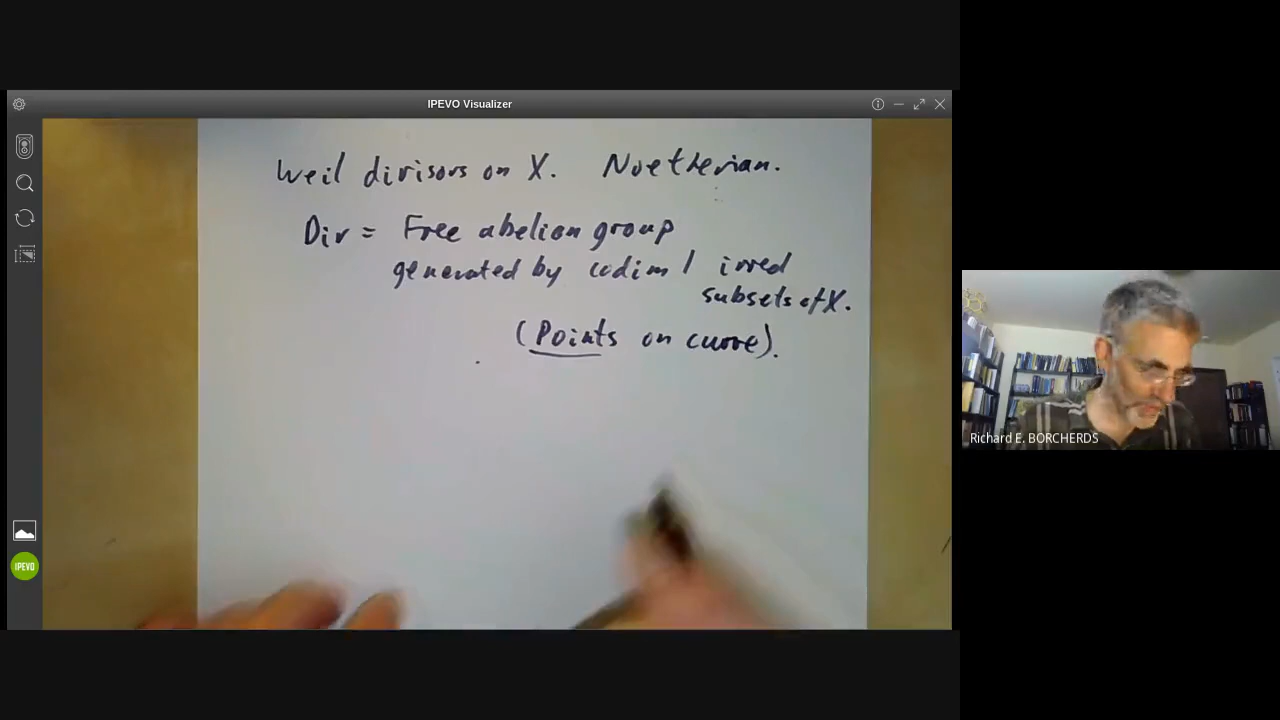 IPEVO Visualizer
Weil divisors on X. Noetherian.
Div = Free abelian group
generated by codim 1 irred
subsets of X.
(Points on curve).
Richard E. BORCHERDS
IPEVO